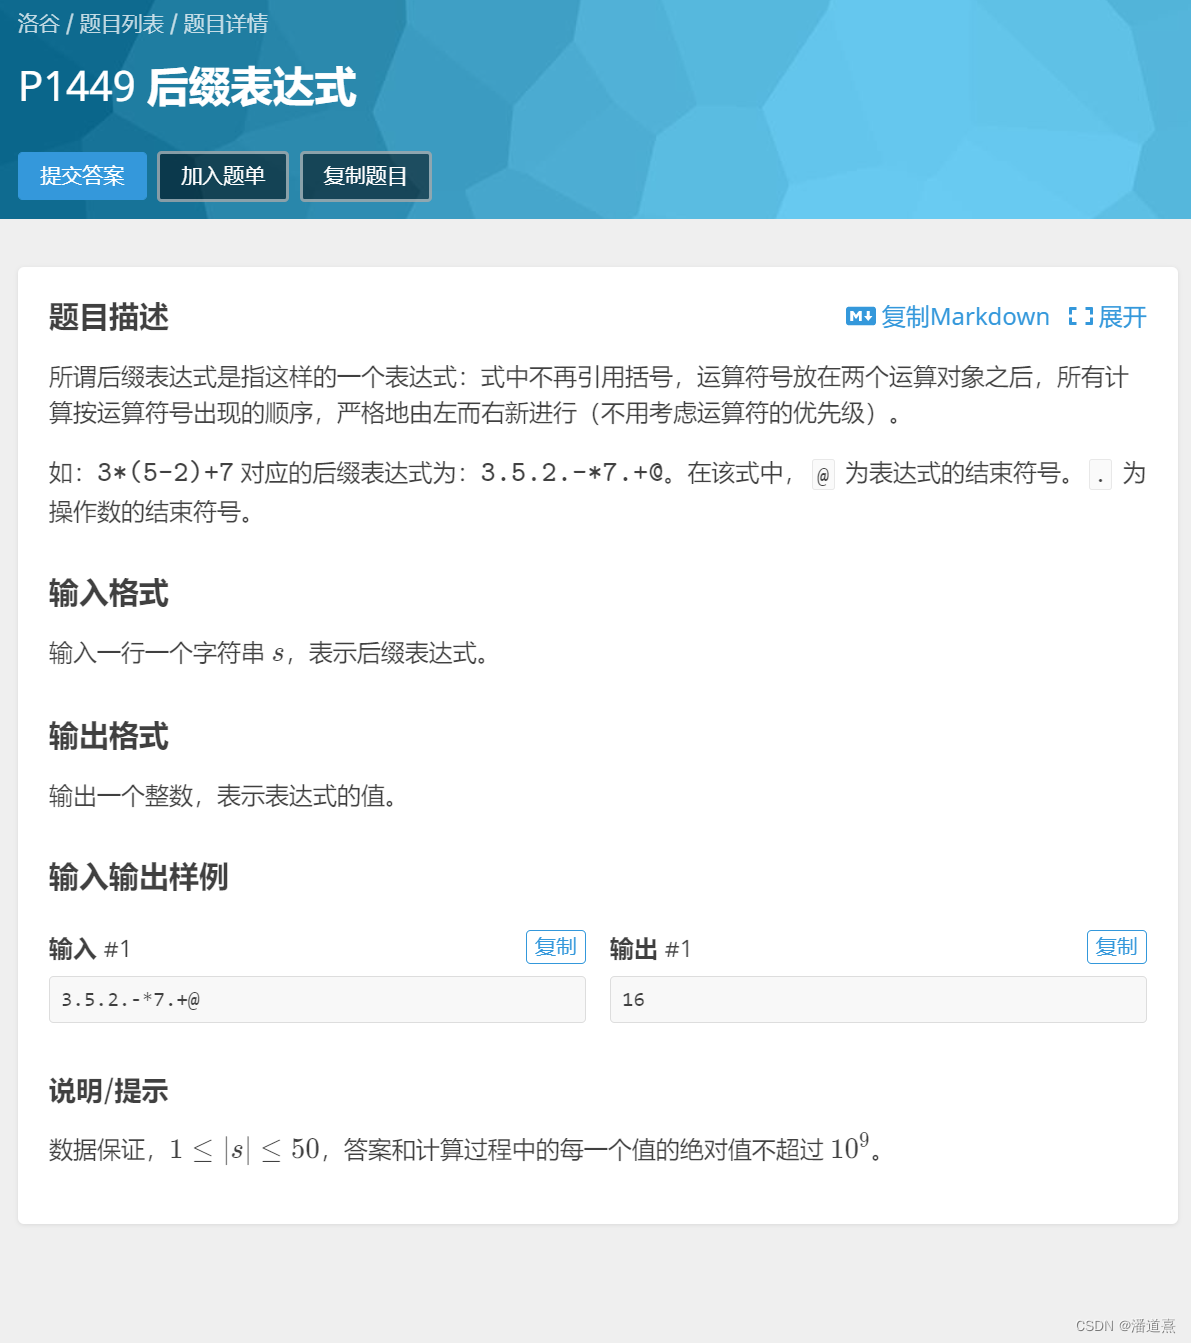 洛谷 / 题目列表 / 题目详情
P1449 后缀表达式
提交答案 加入题单 复制题目
题目描述 复制Markdown 展开
所谓后缀表达式是指这样的一个表达式：式中不再引用括号，运算符号放在两个运算对象之后，所有计
算按运算符号出现的顺序，严格地由左而右新进行（不用考虑运算符的优先级）。
如：3*(5-2)+7 对应的后缀表达式为：3.5.2.-*7.+@。在该式中， @ 为表达式的结束符号。 . 为
操作数的结束符号。
输入格式
输入一行一个字符串 s，表示后缀表达式。
输出格式
输出一个整数，表示表达式的值。
输入输出样例
输入 #1 复制 输出 #1 复制
3.5.2.-*7.+@ 16
说明/提示
数据保证，1 ≤ |s| ≤ 50，答案和计算过程中的每一个值的绝对值不超过 10⁹。
CSDN @潘道熹